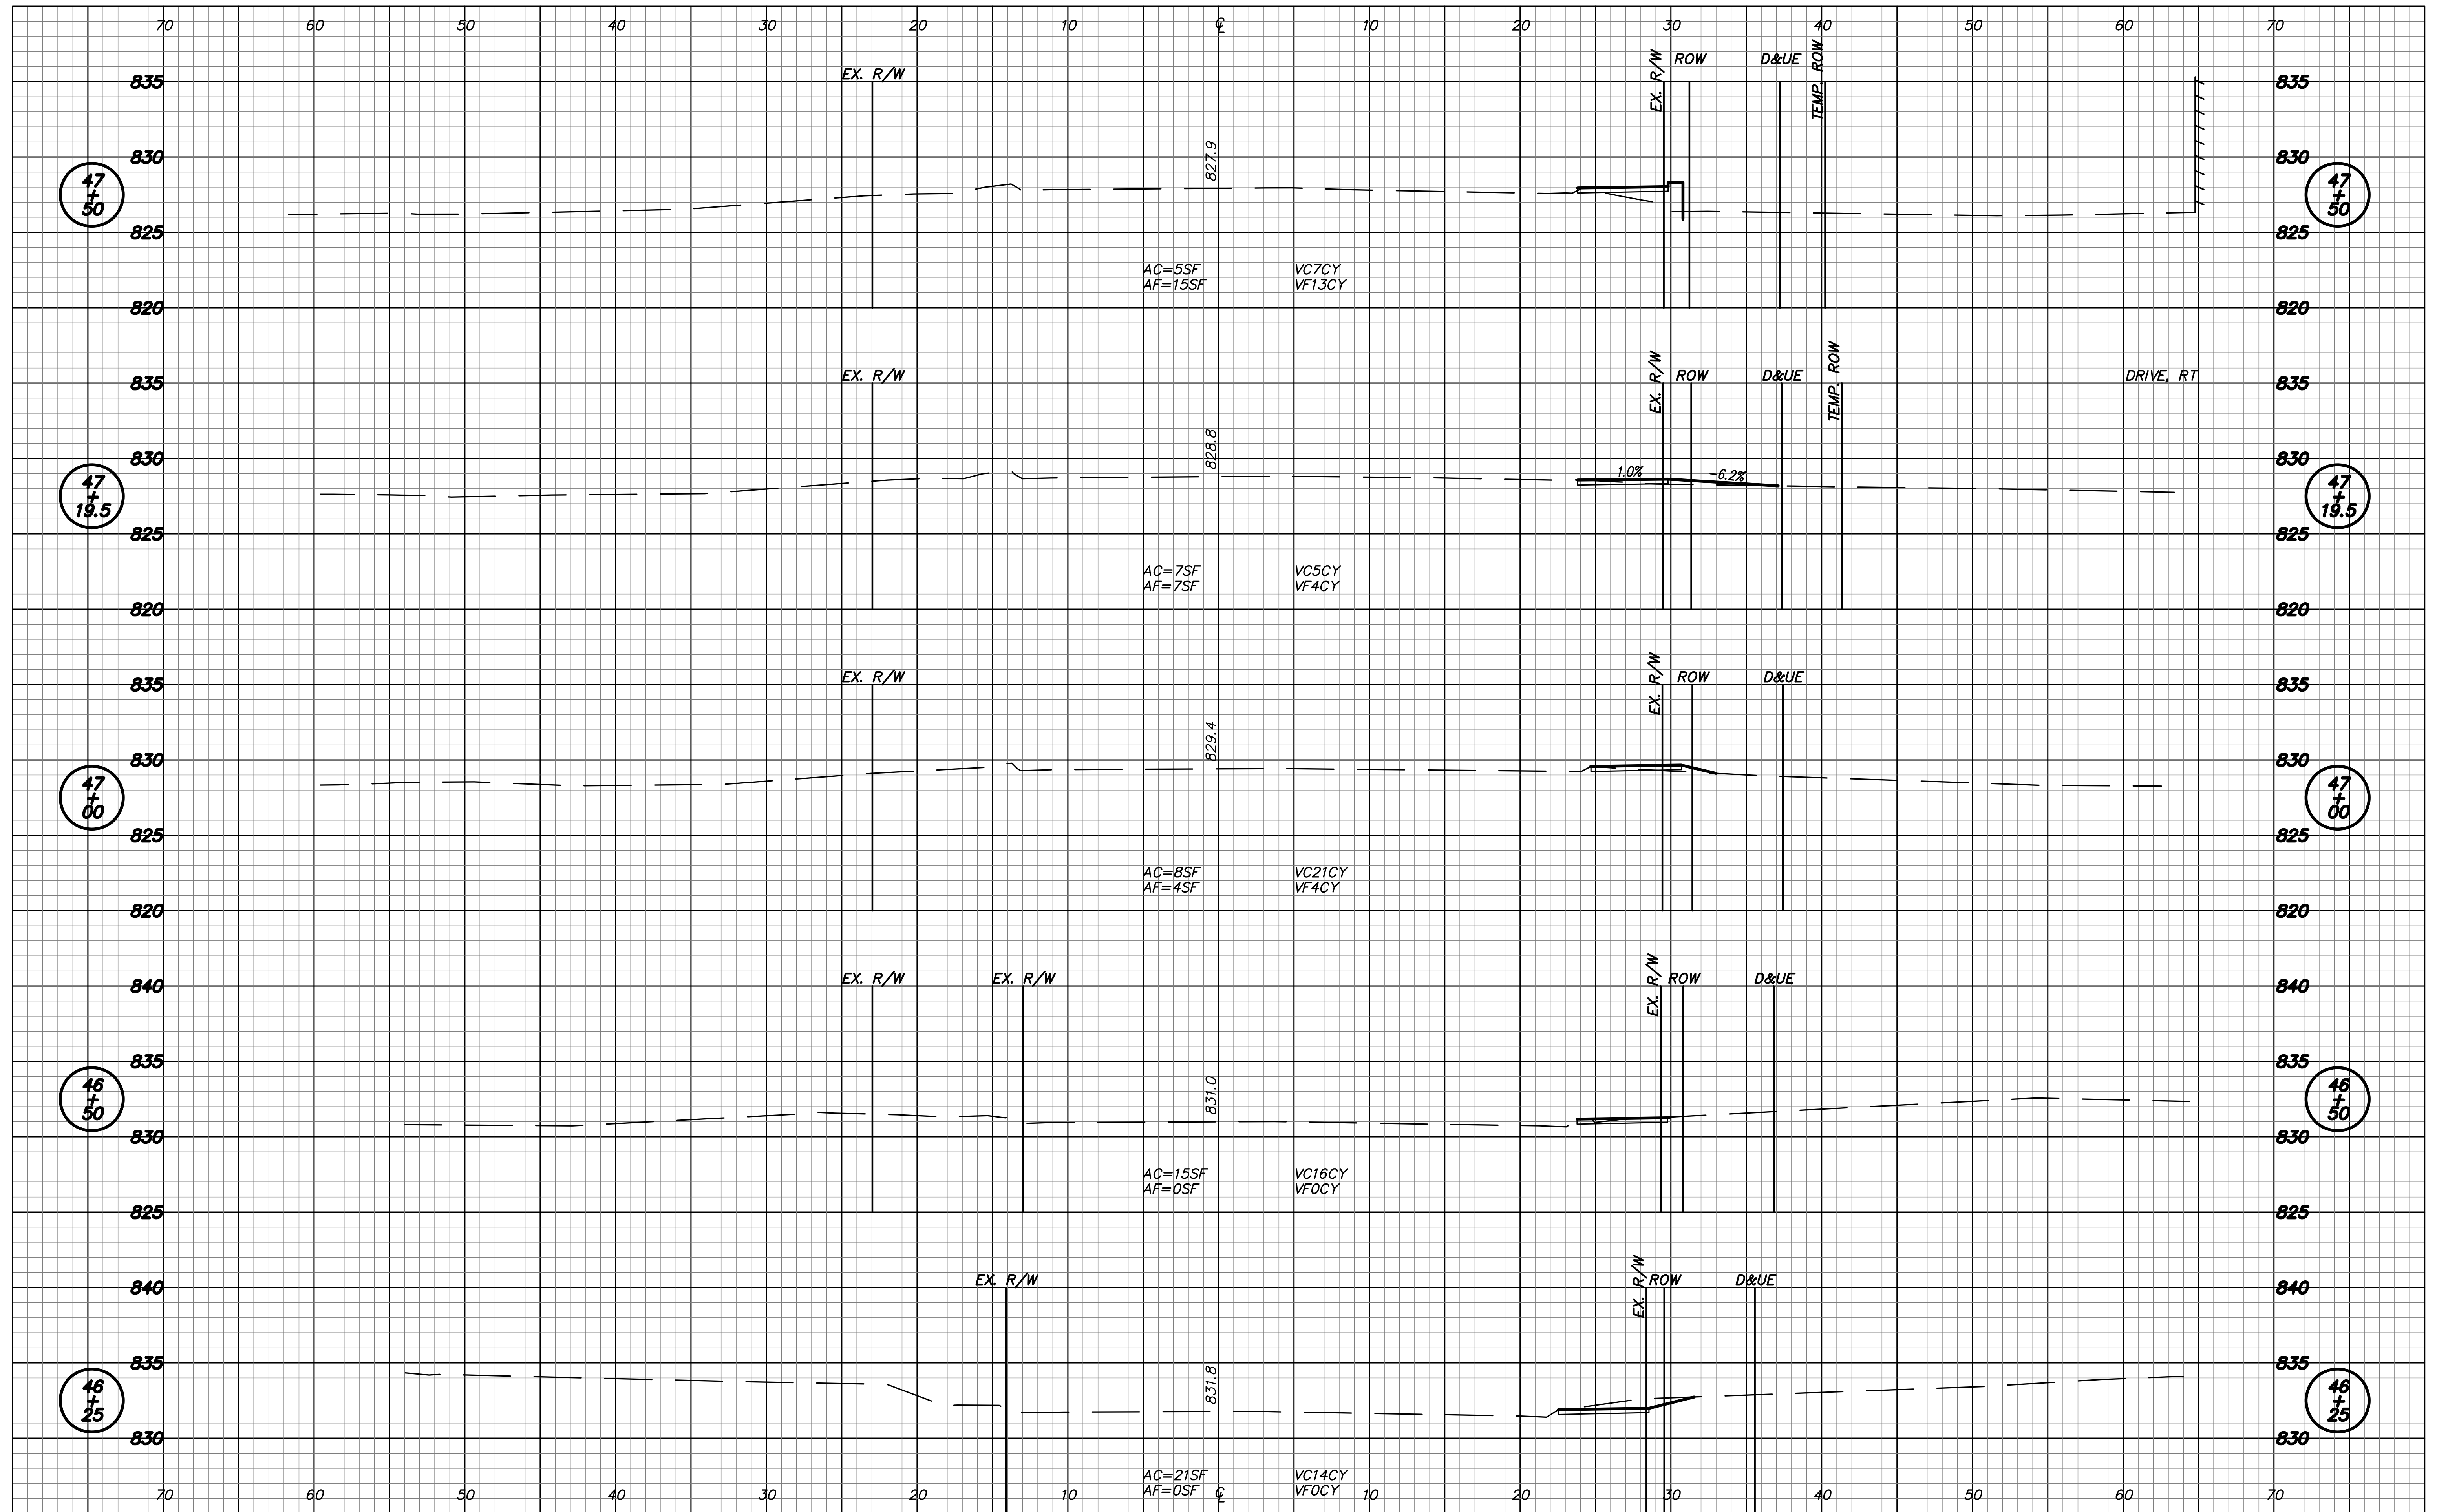 70 60 50 40 30 20 10 ℄ 10 20 30 40 50 60 70
EX. R/W EX. R/W ROW D&UE TEMP. ROW
835 835
830 827.9 830
47 + 50 47 + 50
825 825
AC=5SF VC7CY
AF=15SF VF13CY
820 820
EX. R/W EX. R/W ROW D&UE TEMP. ROW DRIVE, RT
835 835
830 828.8 830
1.0% -6.2%
47 + 19.5 47 + 19.5
825 825
AC=7SF VC5CY
AF=7SF VF4CY
820 820
EX. R/W EX. R/W ROW D&UE
835 835
830 829.4 830
47 + 00 47 + 00
825 825
AC=8SF VC21CY
AF=4SF VF4CY
820 820
EX. R/W EX. R/W EX. R/W ROW D&UE
840 840
835 835
46 + 50 831.0 46 + 50
830 830
AC=15SF VC16CY
AF=0SF VF0CY
825 825
EX. R/W EX. R/W ROW D&UE
840 840
835 835
46 + 25 831.8 46 + 25
830 830
AC=21SF VC14CY
AF=0SF VF0CY
70 60 50 40 30 20 10 ℄ 10 20 30 40 50 60 70